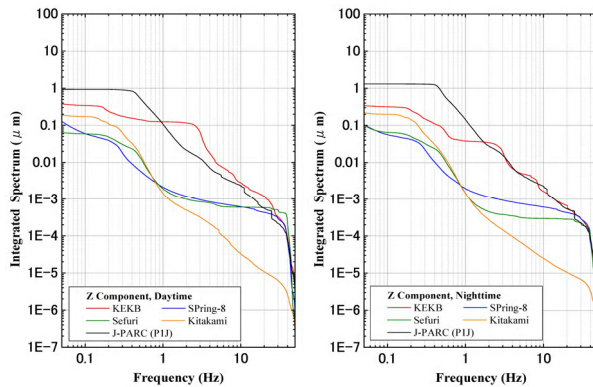 100
10
1
0.1
0.01
1E-3
1E-4
1E-5
1E-6
1E-7
Integrated Spectrum ( μ m)
Z Component, Daytime
KEKB SPring-8
Sefuri Kitakami
J-PARC (P1J)
0.1 1 10
Frequency (Hz)
100
10
1
0.1
0.01
1E-3
1E-4
1E-5
1E-6
1E-7
Integrated Spectrum ( μ m)
Z Component, Nighttime
KEKB SPring-8
Sefuri Kitakami
J-PARC (P1J)
0.1 1 10
Frequency (Hz)